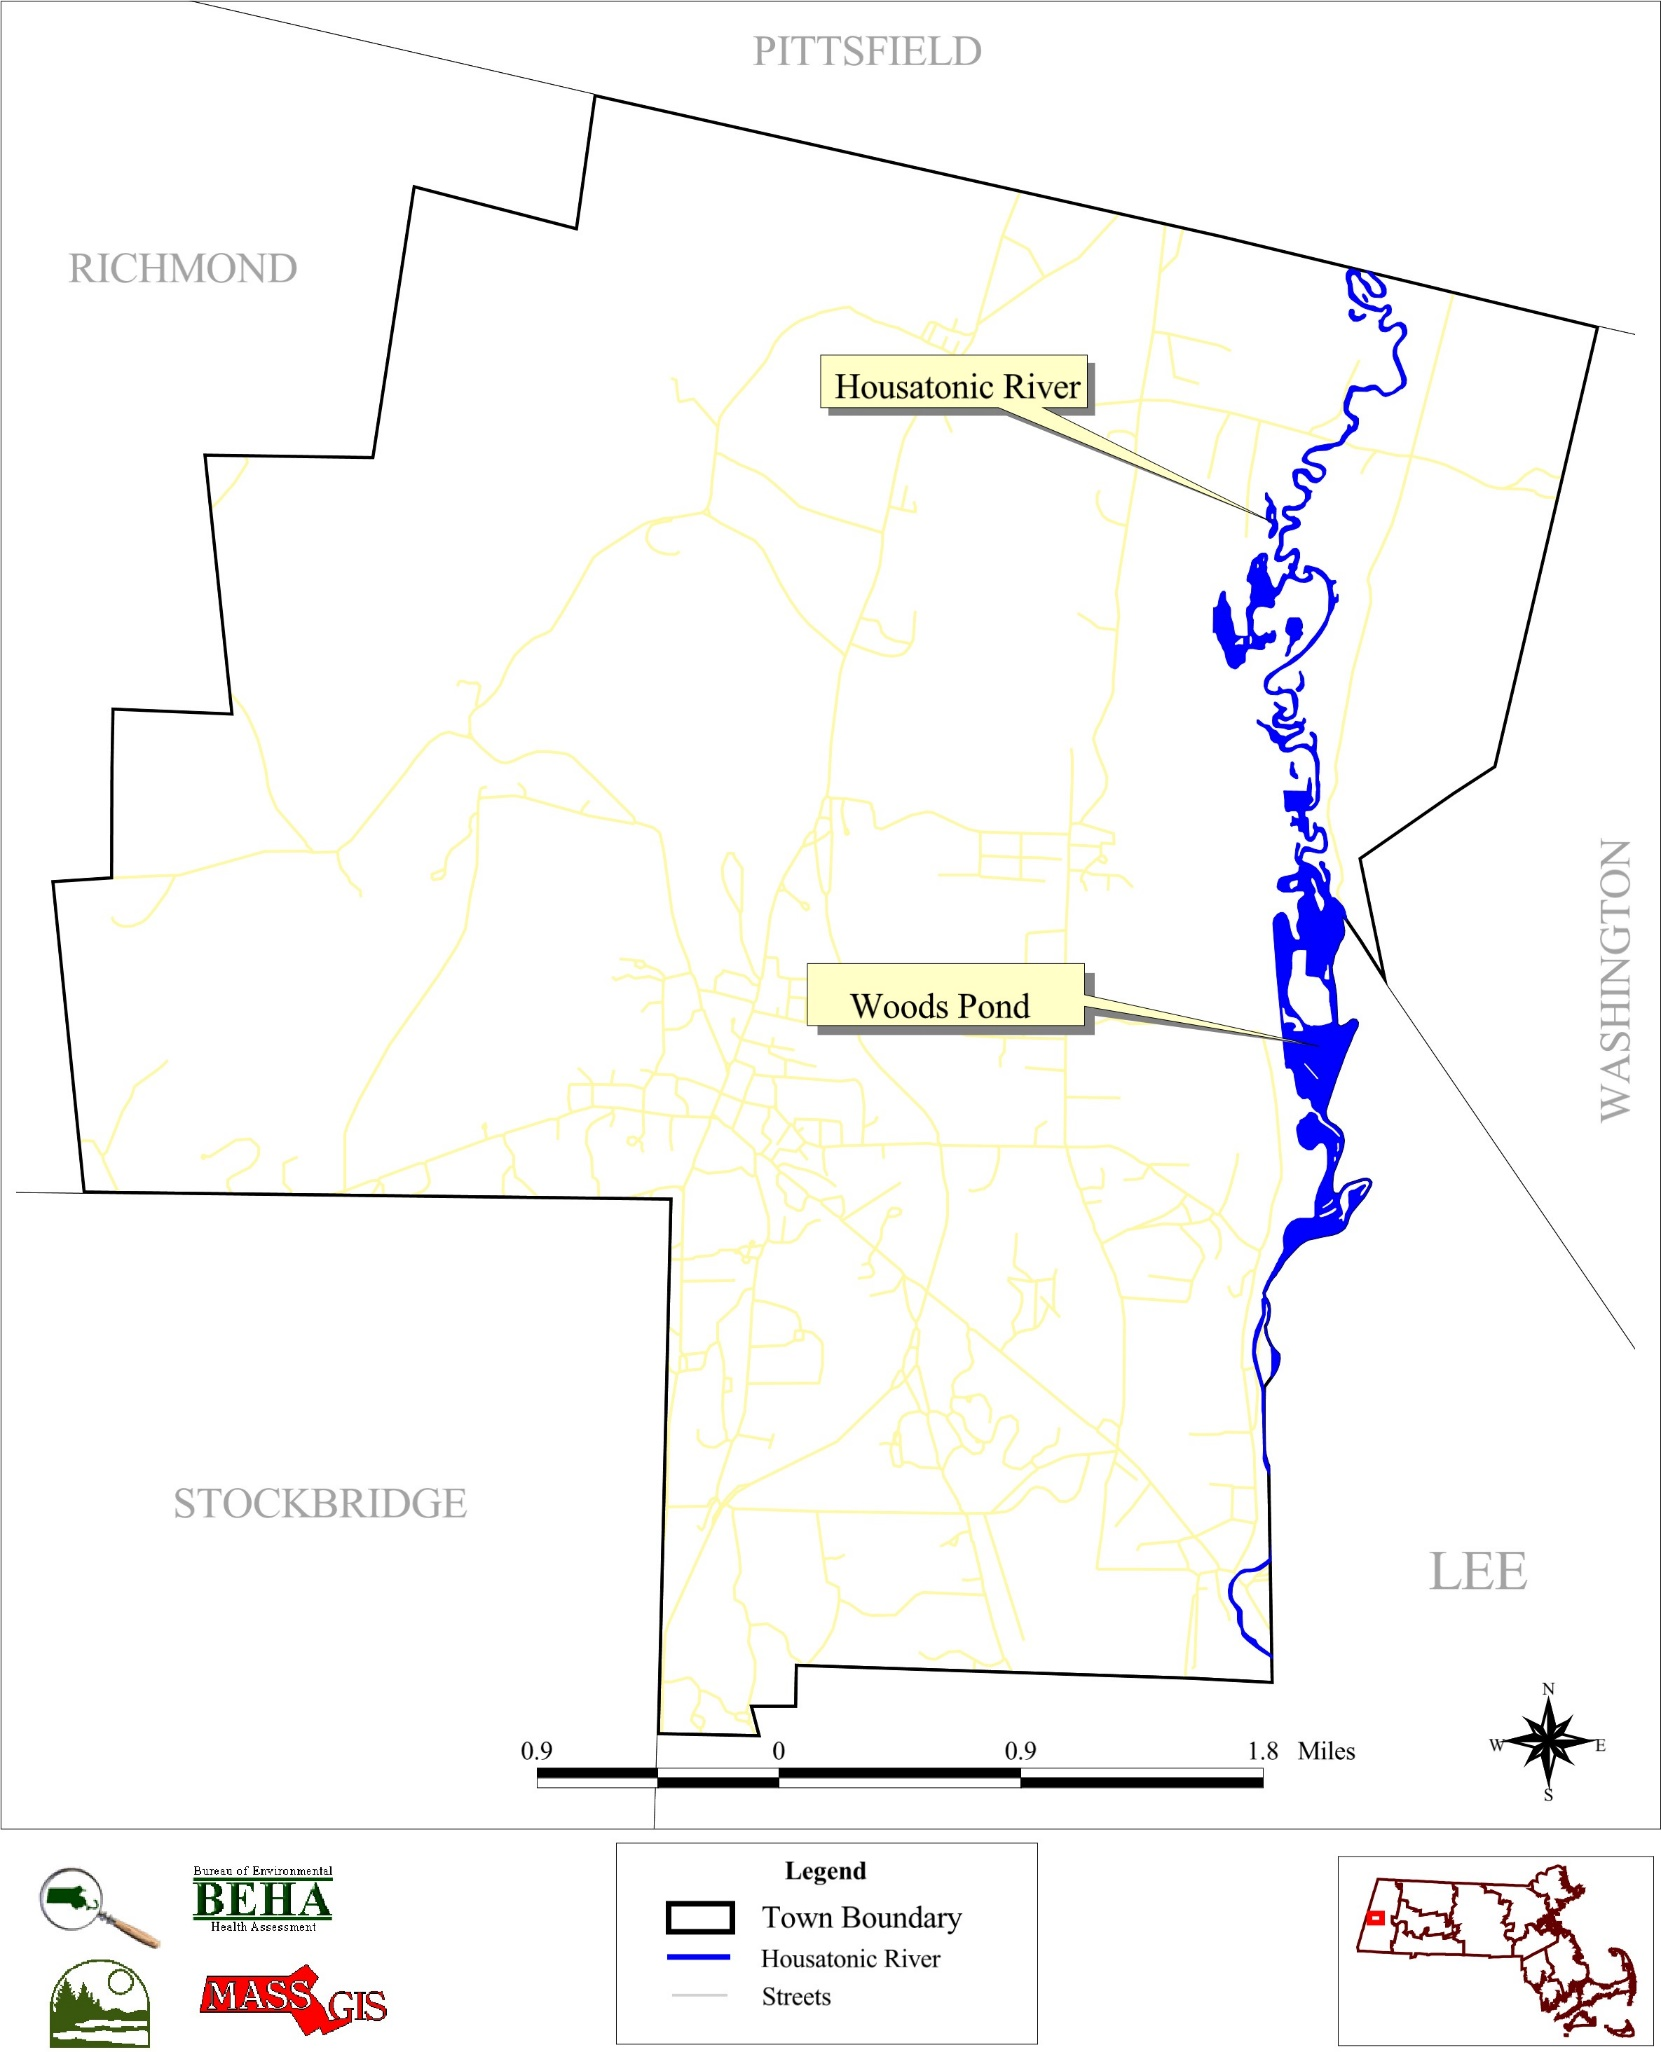 PITTSFIELD
RICHMOND
Housatonic River
WASHINGTON
Woods Pond
STOCKBRIDGE
LEE
N
W E
S
0.9 0 0.9 1.8 Miles
Bureau of Environmental
BEHA
Health Assessment
MASS GIS
Legend
Town Boundary
Housatonic River
Streets